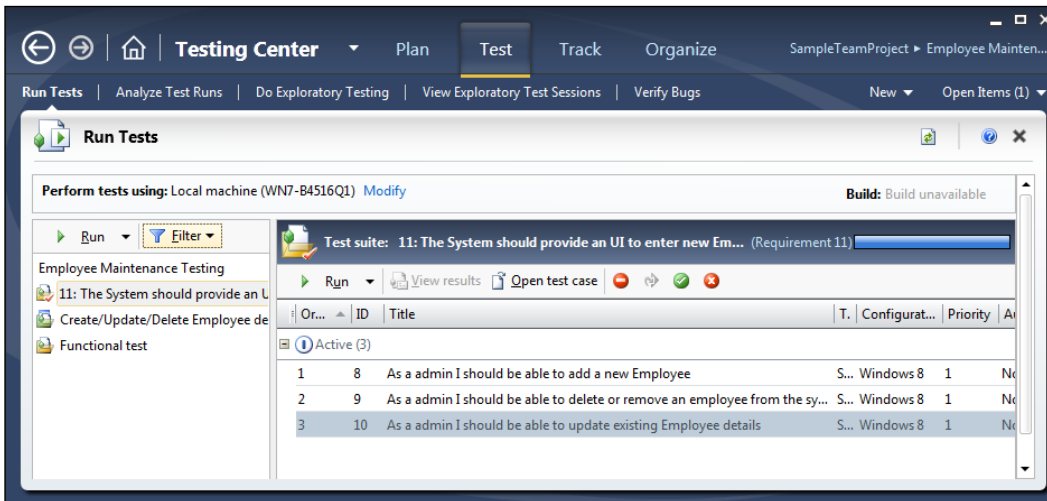 Testing Center Plan Test Track Organize SampleTeamProject ▸ Employee Mainten...
Run Tests | Analyze Test Runs | Do Exploratory Testing | View Exploratory Test Sessions | Verify Bugs New Open Items (1)
Run Tests
Perform tests using: Local machine (WN7-B4516Q1) Modify Build: Build unavailable
Run Filter
Employee Maintenance Testing
11: The System should provide an U
Create/Update/Delete Employee de
Functional test
Test suite: 11: The System should provide an UI to enter new Em... (Requirement 11)
Run View results Open test case
Or... ID Title T. Configurat... Priority Au
Active (3)
1 8 As a admin I should be able to add a new Employee S... Windows 8 1 No
2 9 As a admin I should be able to delete or remove an employee from the sy... S... Windows 8 1 No
3 10 As a admin I should be able to update existing Employee details S... Windows 8 1 No